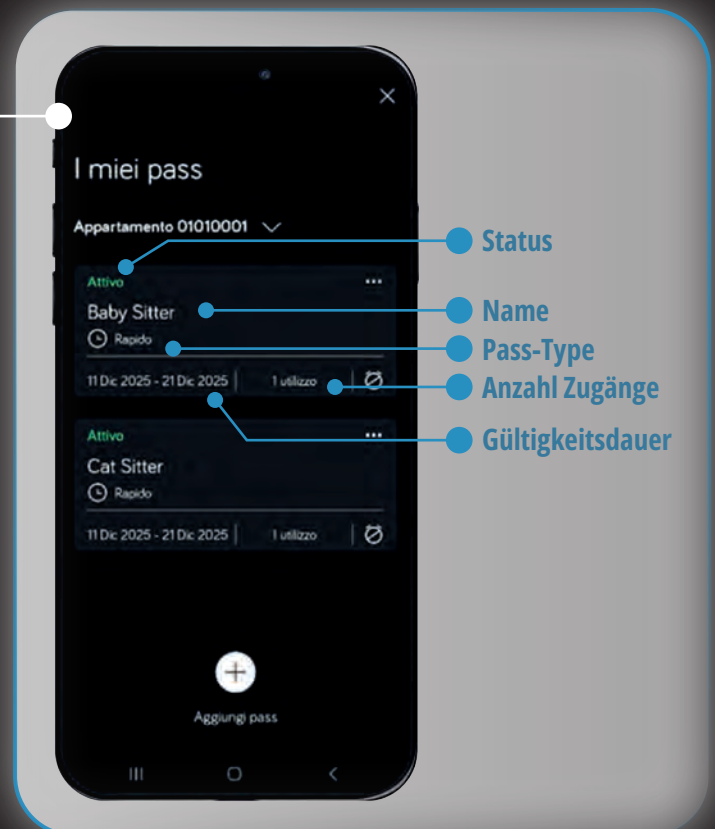 I miei pass
Appartamento 01010001
Status
Attivo
Baby Sitter
Name
Rapido
Pass-Type
11 Dic 2025 - 21 Dic 2025
1 utilizzo
Anzahl Zugänge
Gültigkeitsdauer
Attivo
Cat Sitter
Rapido
11 Dic 2025 - 21 Dic 2025
1 utilizzo
Aggiungi pass